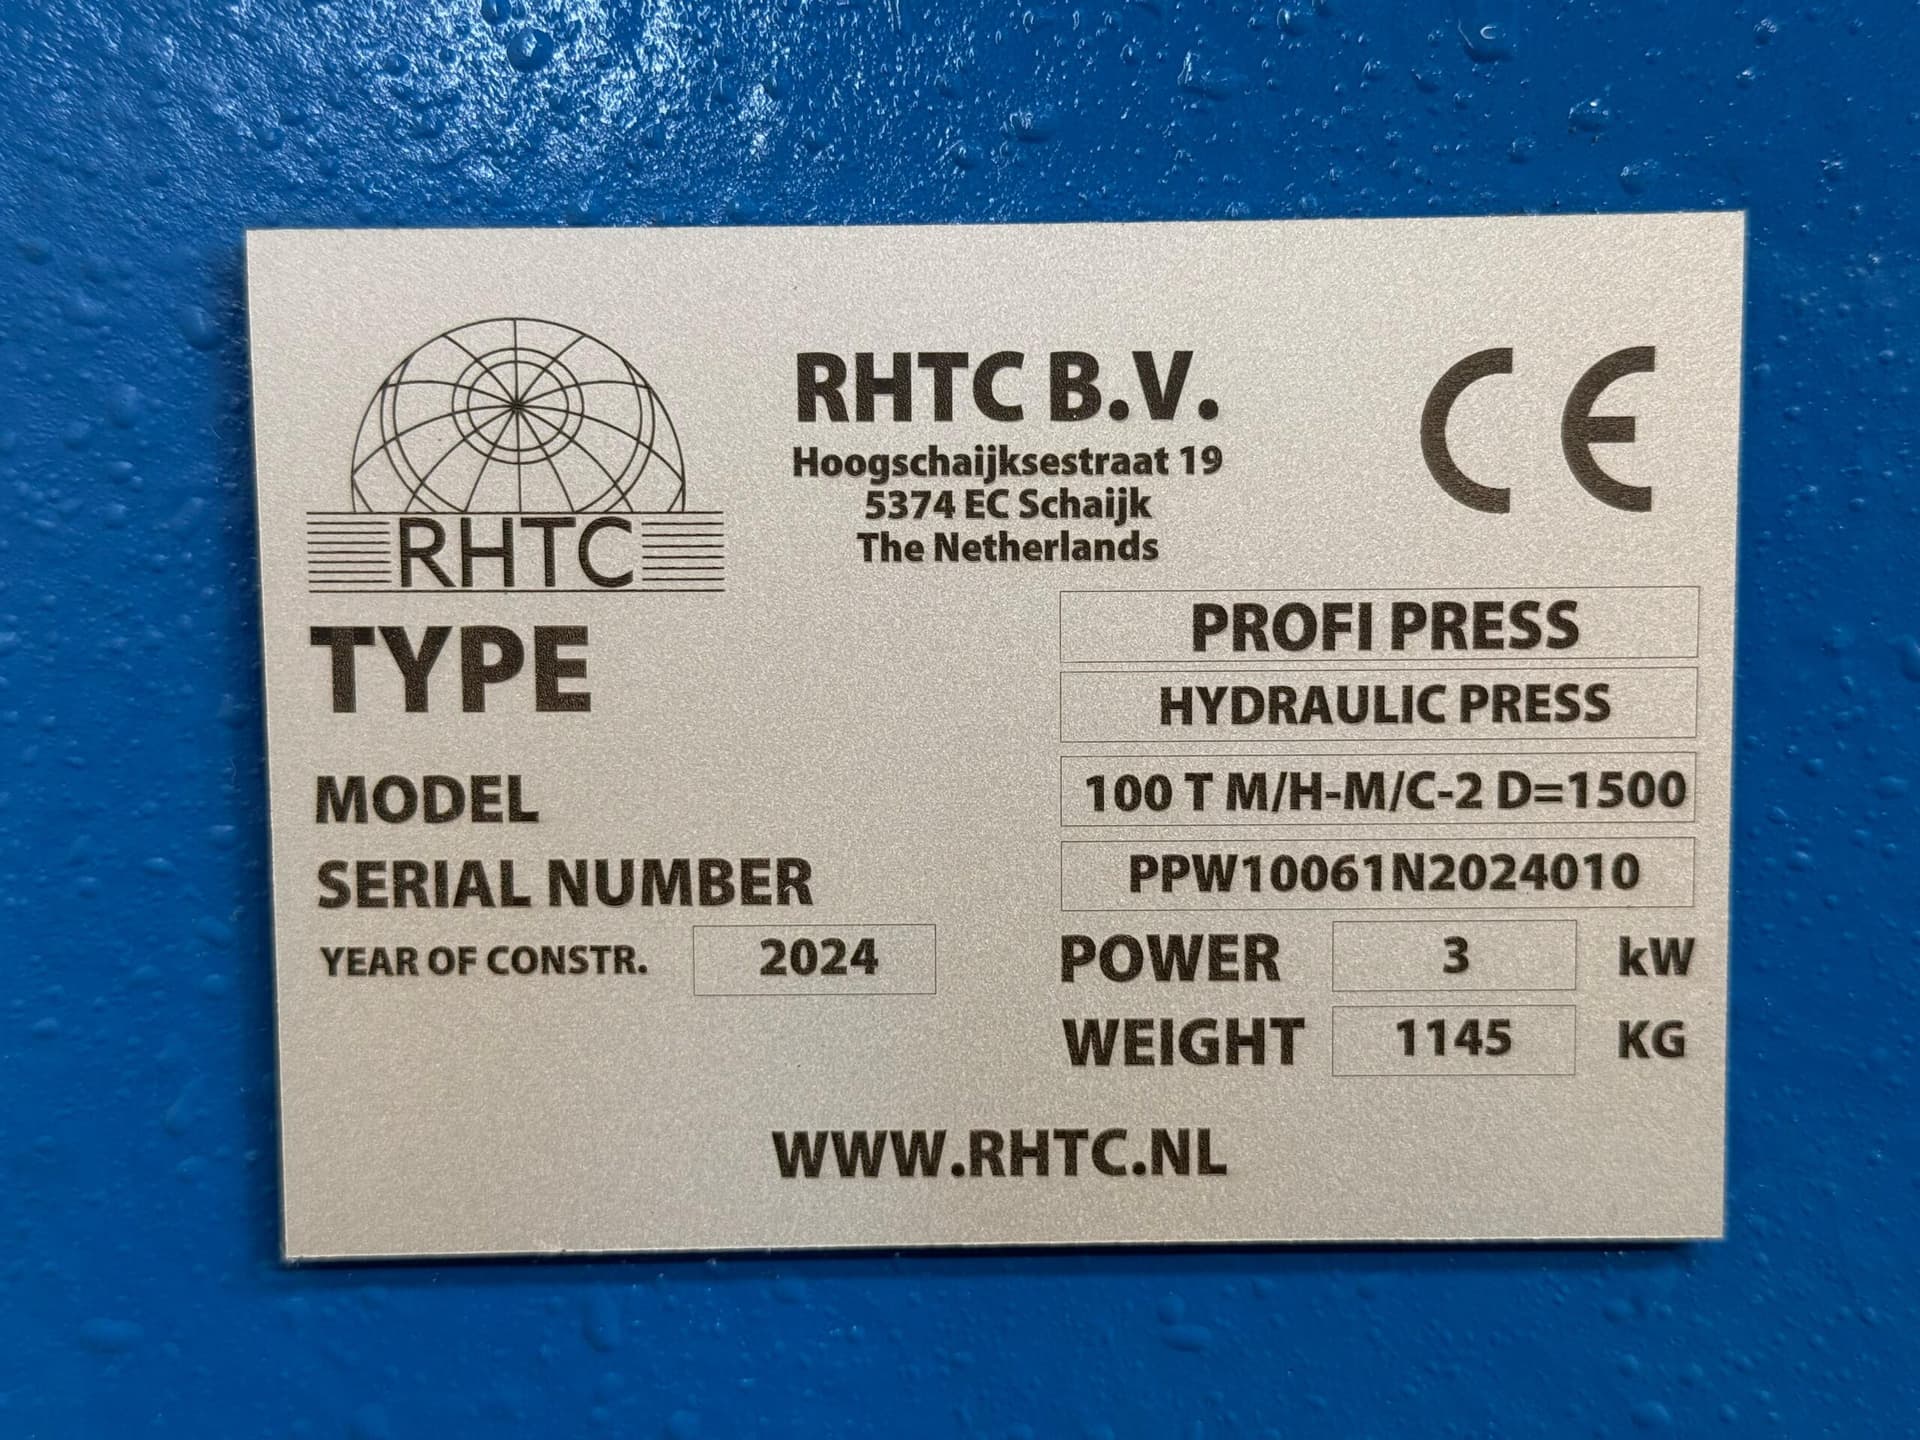 RHTC
RHTC B.V.
Hoogschaijksestraat 19
5374 EC Schaijk
The Netherlands
CE
TYPE
PROFI PRESS
HYDRAULIC PRESS
MODEL
100 T M/H-M/C-2 D=1500
SERIAL NUMBER
PPW10061N2024010
YEAR OF CONSTR. 2024
POWER 3 kW
WEIGHT 1145 KG
WWW.RHTC.NL